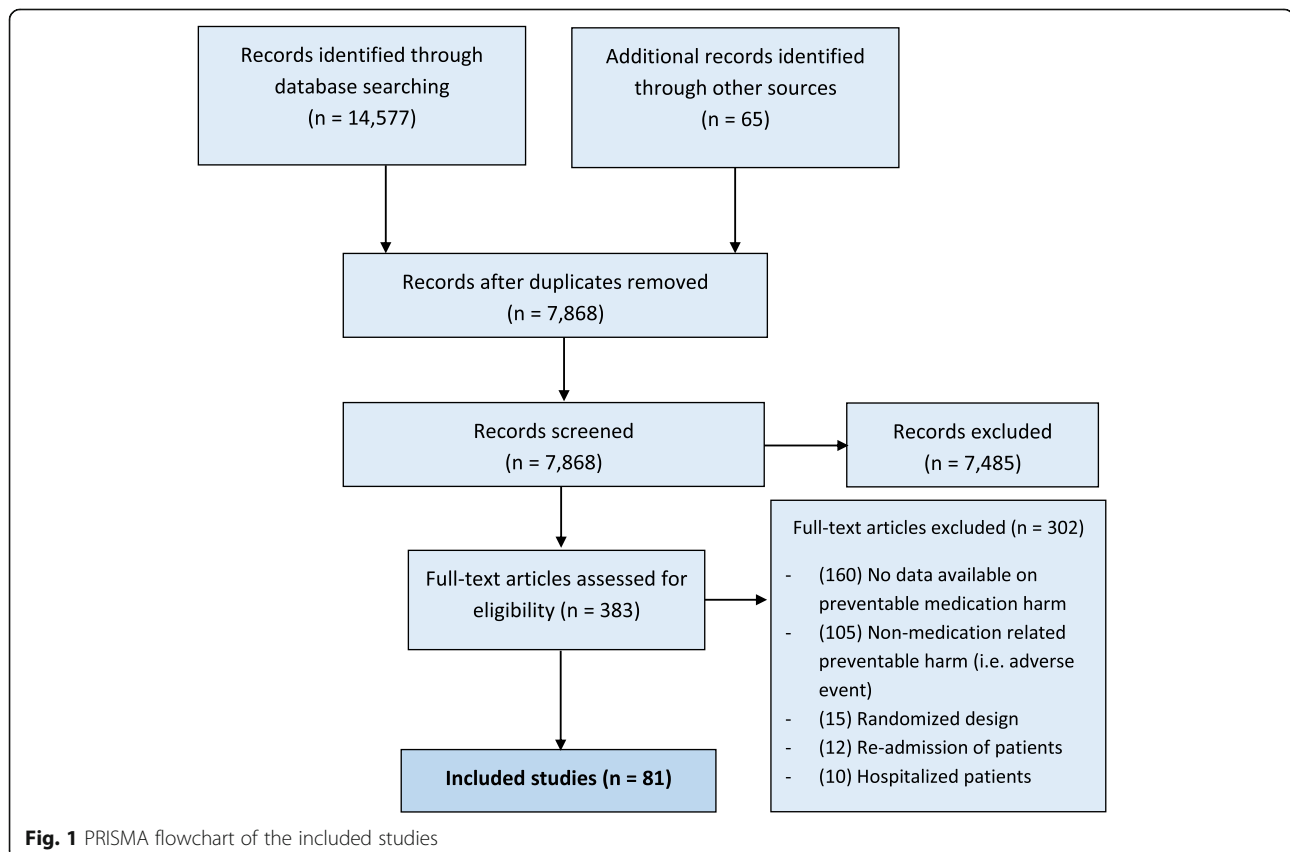 Records identified through
database searching
(n = 14,577)
Additional records identified
through other sources
(n = 65)
Records after duplicates removed
(n = 7,868)
Records screened
(n = 7,868)
Records excluded
(n = 7,485)
Full-text articles assessed for
eligibility (n = 383)
Full-text articles excluded (n = 302)
- (160) No data available on
preventable medication harm
- (105) Non-medication related
preventable harm (i.e. adverse
event)
- (15) Randomized design
- (12) Re-admission of patients
- (10) Hospitalized patients
Included studies (n = 81)
Fig. 1 PRISMA flowchart of the included studies